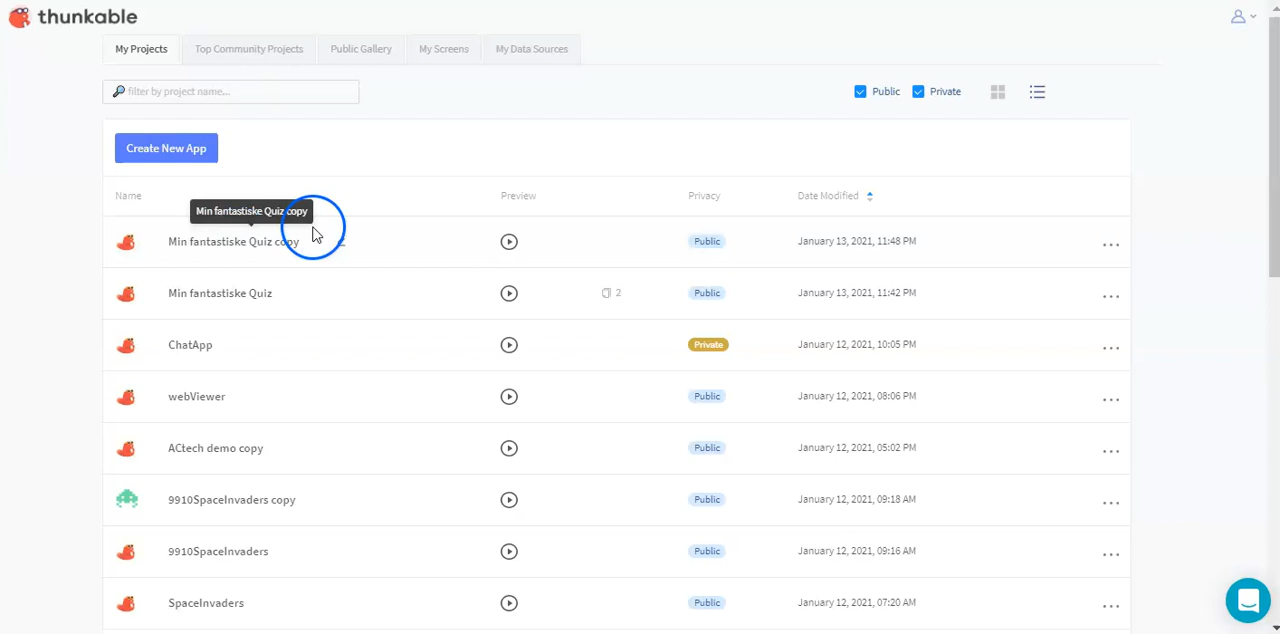 thunkable
My Projects Top Community Projects Public Gallery My Screens My Data Sources
filter by project name... Public Private
Create New App
Name Preview Privacy Date Modified
Min fantastiske Quiz copy
Min fantastiske Quiz copy Public January 13, 2021, 11:48 PM ...
Min fantastiske Quiz 2 Public January 13, 2021, 11:42 PM ...
ChatApp Private January 12, 2021, 10:05 PM ...
webViewer Public January 12, 2021, 08:06 PM ...
ACtech demo copy Public January 12, 2021, 05:02 PM ...
9910SpaceInvaders copy Public January 12, 2021, 09:18 AM ...
9910SpaceInvaders Public January 12, 2021, 09:16 AM ...
SpaceInvaders Public January 12, 2021, 07:20 AM ...